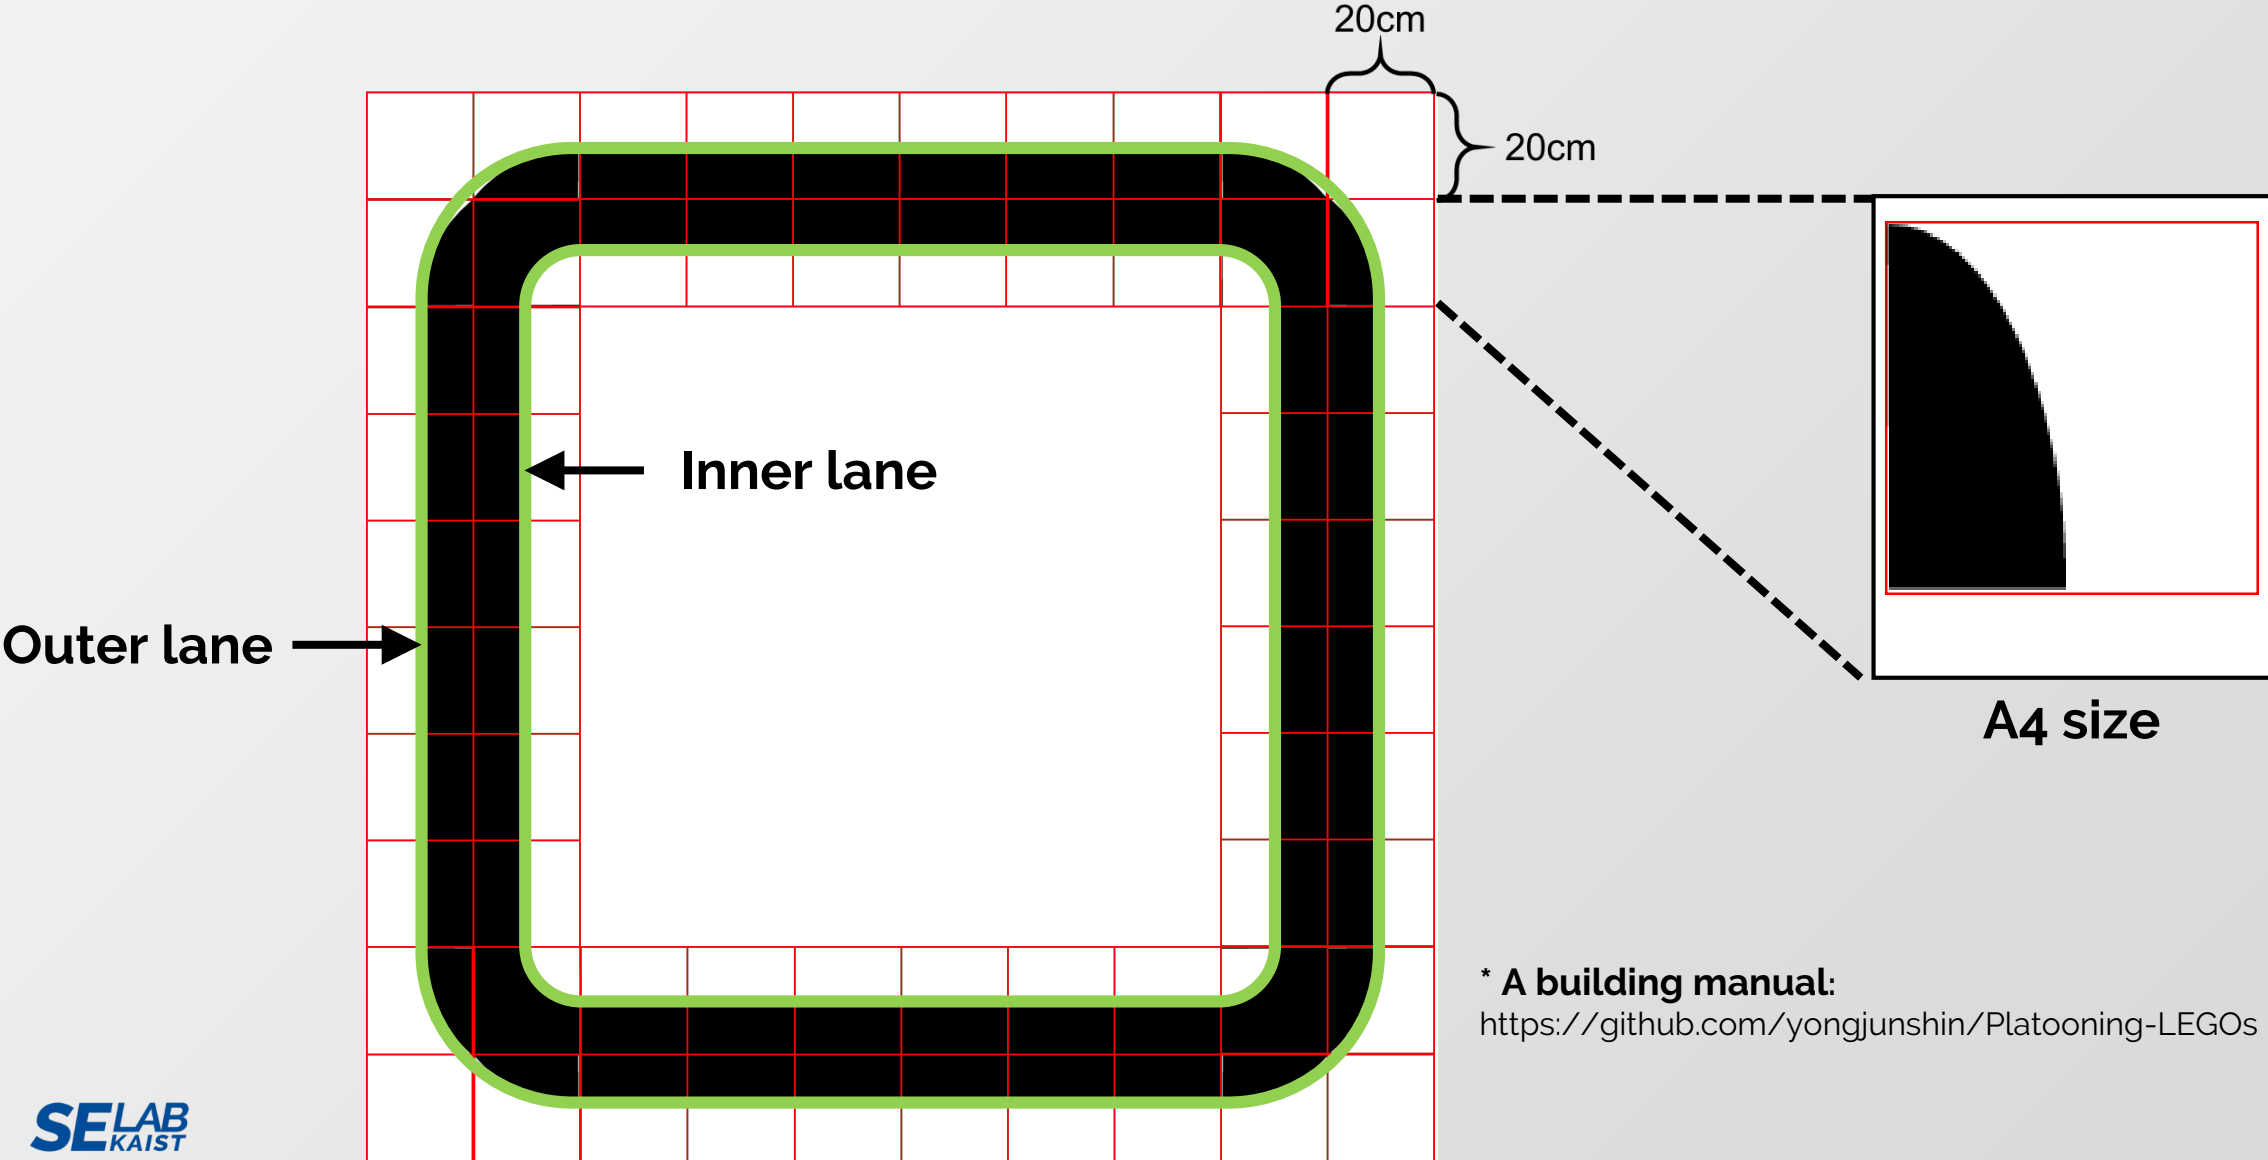 20cm
20cm
Inner lane
Outer lane
A4 size
* A building manual:
https://github.com/yongjunshin/Platooning-LEGOs
SELAB
KAIST